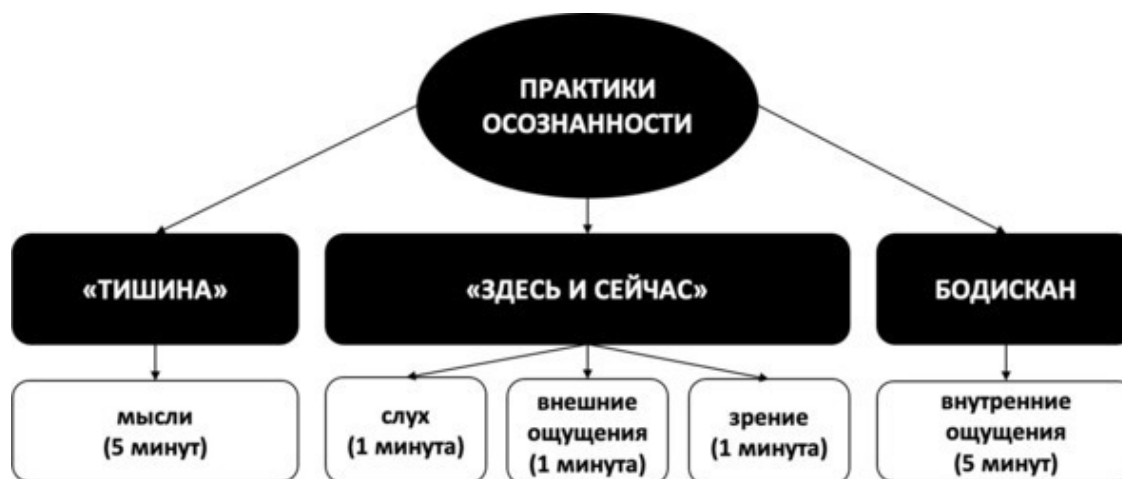 ПРАКТИКИ
ОСОЗНАННОСТИ
«ТИШИНА»
«ЗДЕСЬ И СЕЙЧАС»
БОДИСКАН
мысли
(5 минут)
слух
(1 минута)
внешние
ощущения
(1 минута)
зрение
(1 минута)
внутренние
ощущения
(5 минут)